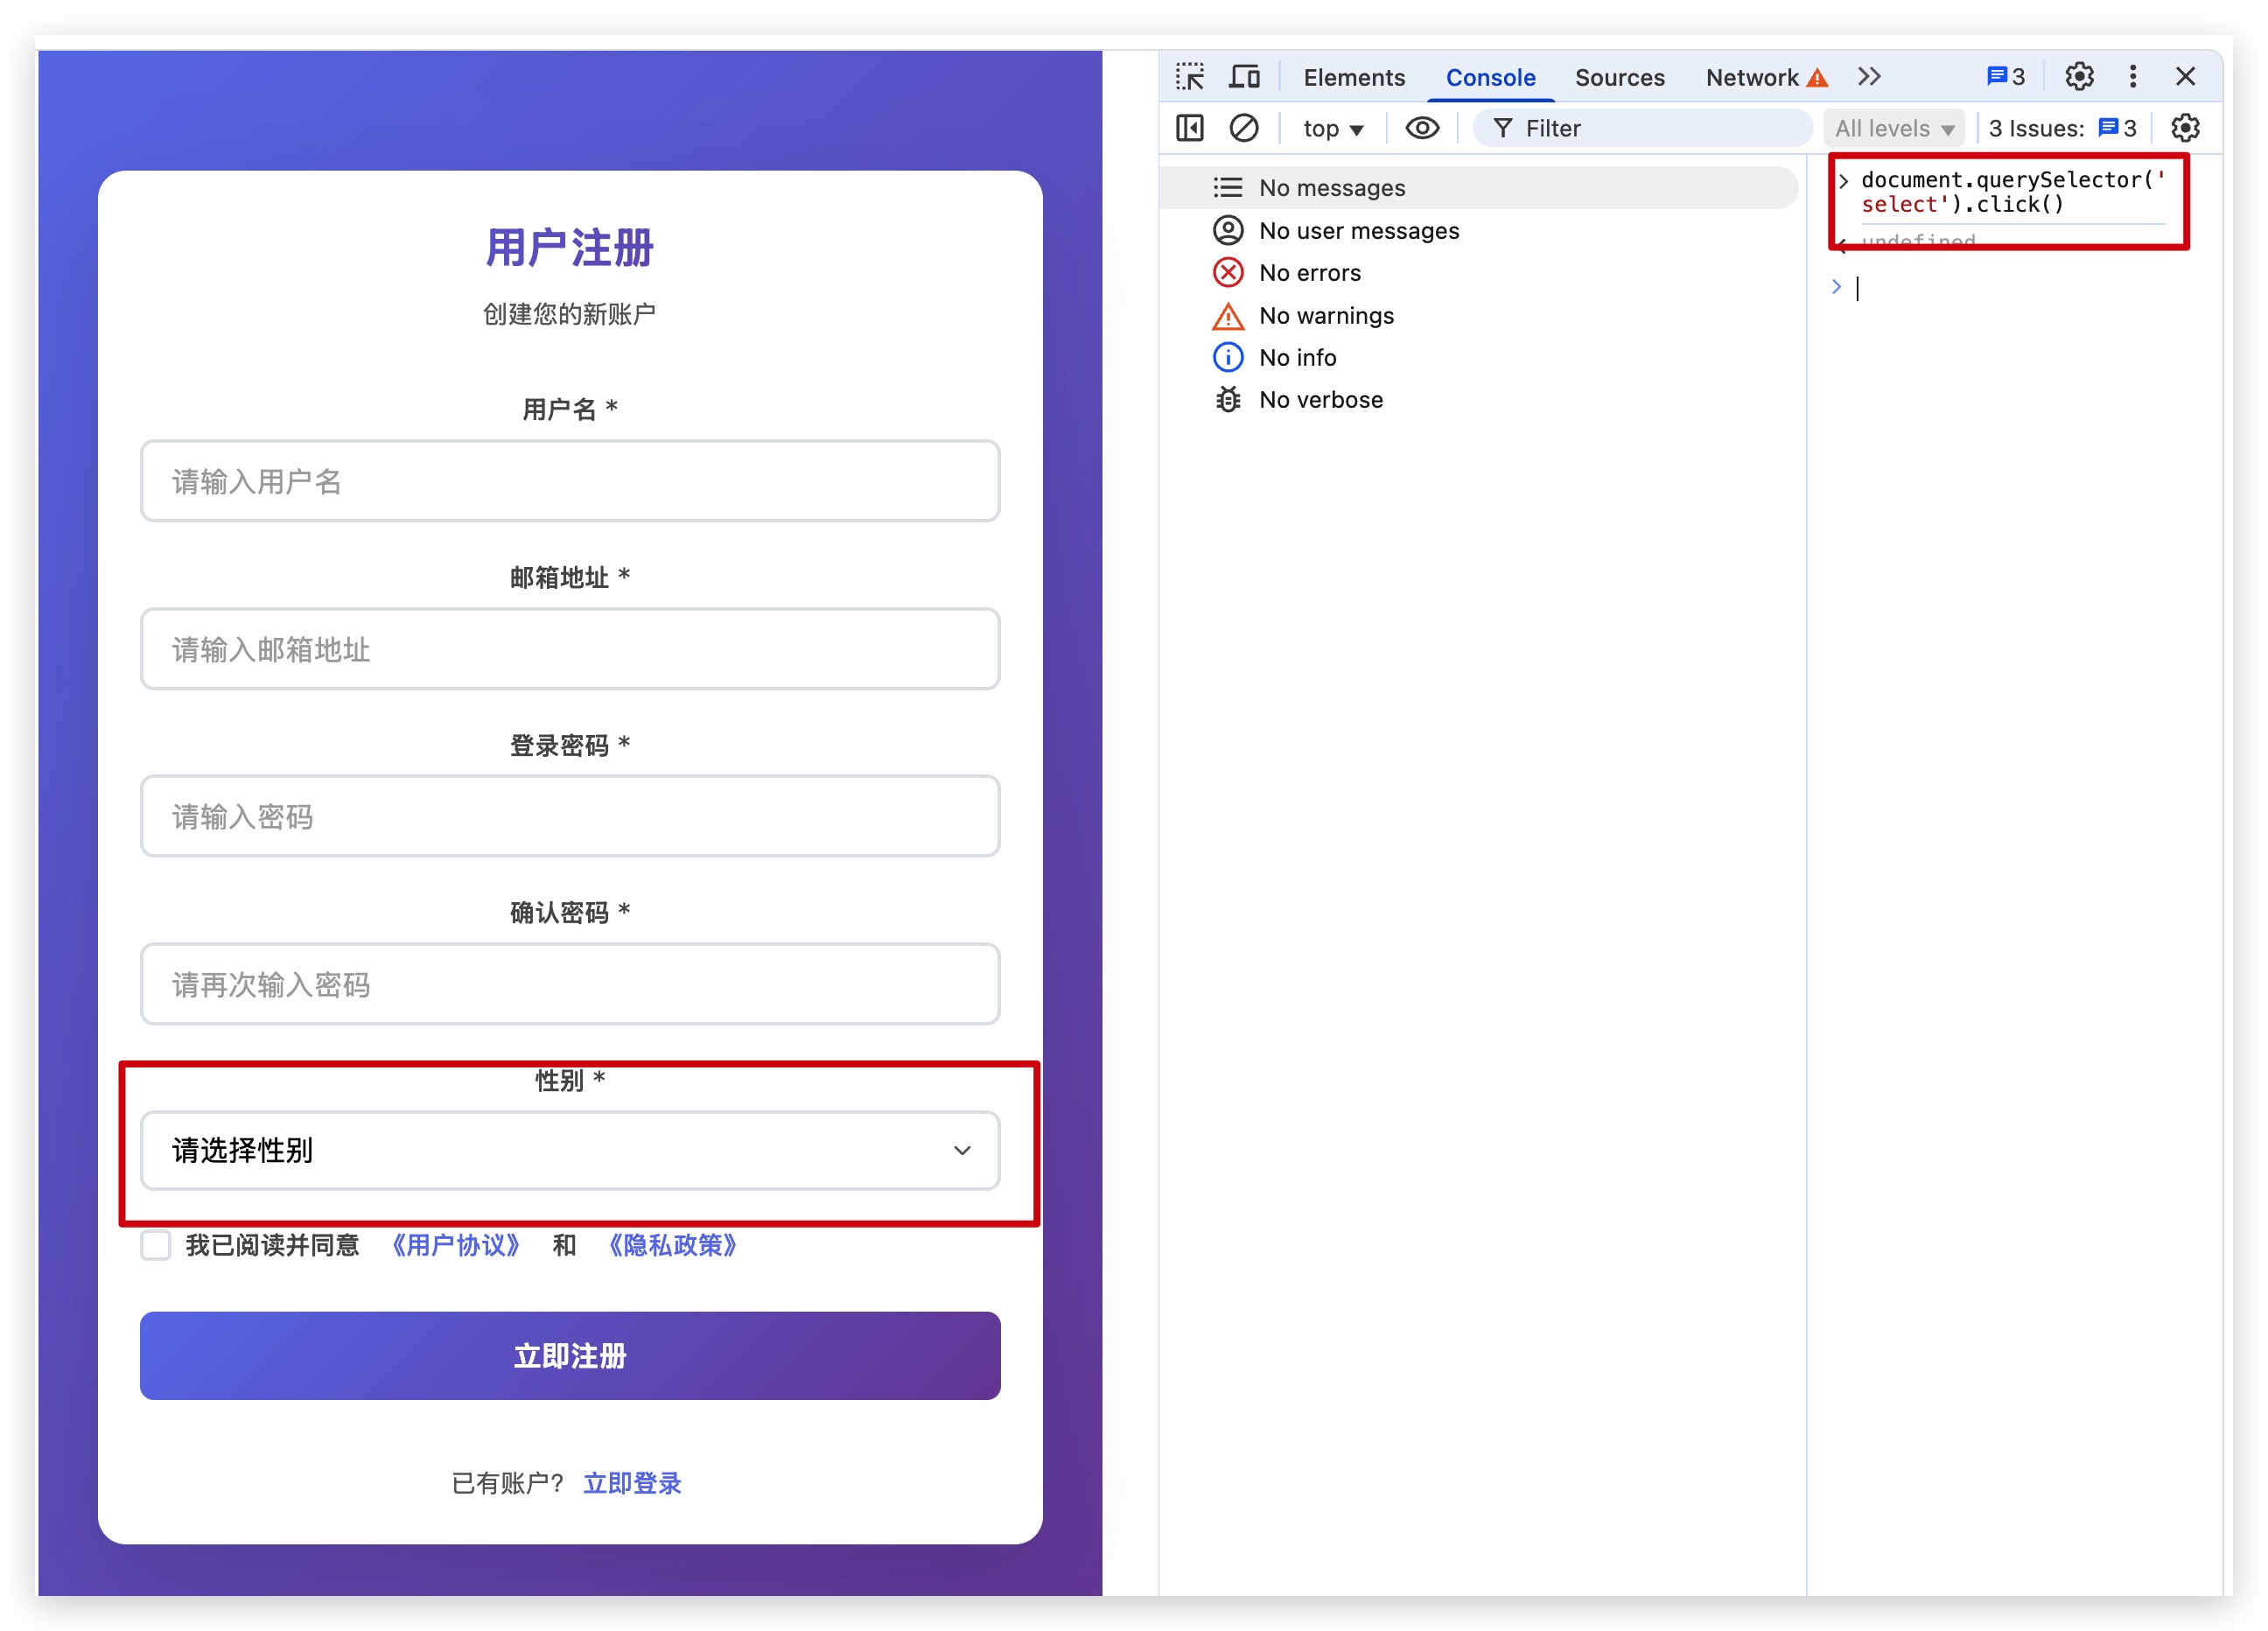 用户注册
创建您的新账户
用户名 *
请输入用户名
邮箱地址 *
请输入邮箱地址
登录密码 *
请输入密码
确认密码 *
请再次输入密码
性别 *
请选择性别
我已阅读并同意 《用户协议》 和 《隐私政策》
立即注册
已有账户? 立即登录
Elements Console Sources Network 3
top Filter All levels 3 Issues: 3
No messages
No user messages
No errors
No warnings
No info
No verbose
> document.querySelector('
select').click()
undefined
>